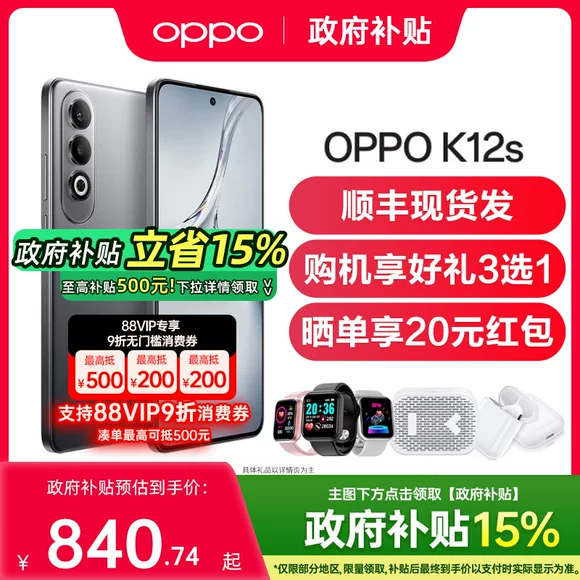 oppo | 政府补贴
OPPO K12s
顺丰现货发
购机享好礼3选1
晒单享20元红包
政府补贴 立省15%
至高补贴500元!下拉详情领取
88VIP专享
9折无门槛消费券
最高抵 最高抵 最高抵
¥500 ¥200 ¥200
支持88VIP9折消费券
凑单最高可抵500元
20:36
具体礼品以详情页为主
政府补贴预估到手价:
¥ 840.74 起
主图下方点击领取【政府补贴】
政府补贴15%
*仅限部分地区,限量领取,补贴后最终到手价以支付时实际显示为准。